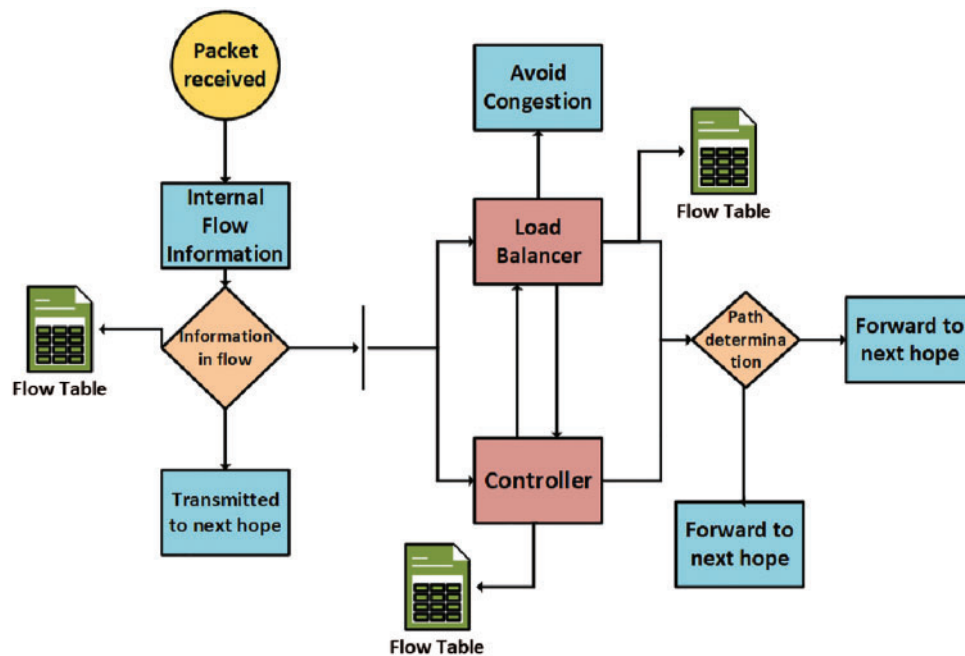 Packet
received
Internal
Flow
Information
Information
in flow
Flow Table
Transmitted
to next hope
Avoid
Congestion
Load
Balancer
Flow Table
Controller
Flow Table
Path
determina
tion
Forward to
next hope
Forward to
next hope